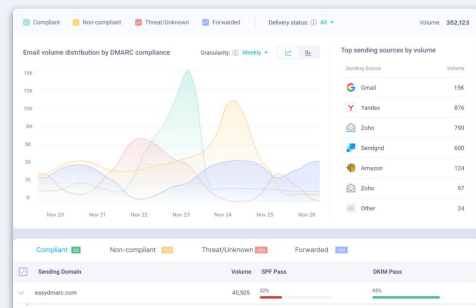 Compliant Non-compliant Threat/Unknown Forwarded Delivery status: All Volume 352,123
Email volume distribution by DMARC compliance Granularity: Weekly
Top sending sources by volume
Sending Source Volume
Gmail 15K
Yandex 876
Zoho 790
Sendgrid 600
Amazon 124
Zoho 97
Other 24
15K
13K
10K
8K
5K
2K
1K
0
Nov 20 Nov 21 Nov 22 Nov 23 Nov 24 Nov 25 Nov 26
Compliant Non-compliant Threat/Unknown Forwarded
Sending Domain Volume SPF Pass DKIM Pass
easydmarc.com 45,505 32% 95%